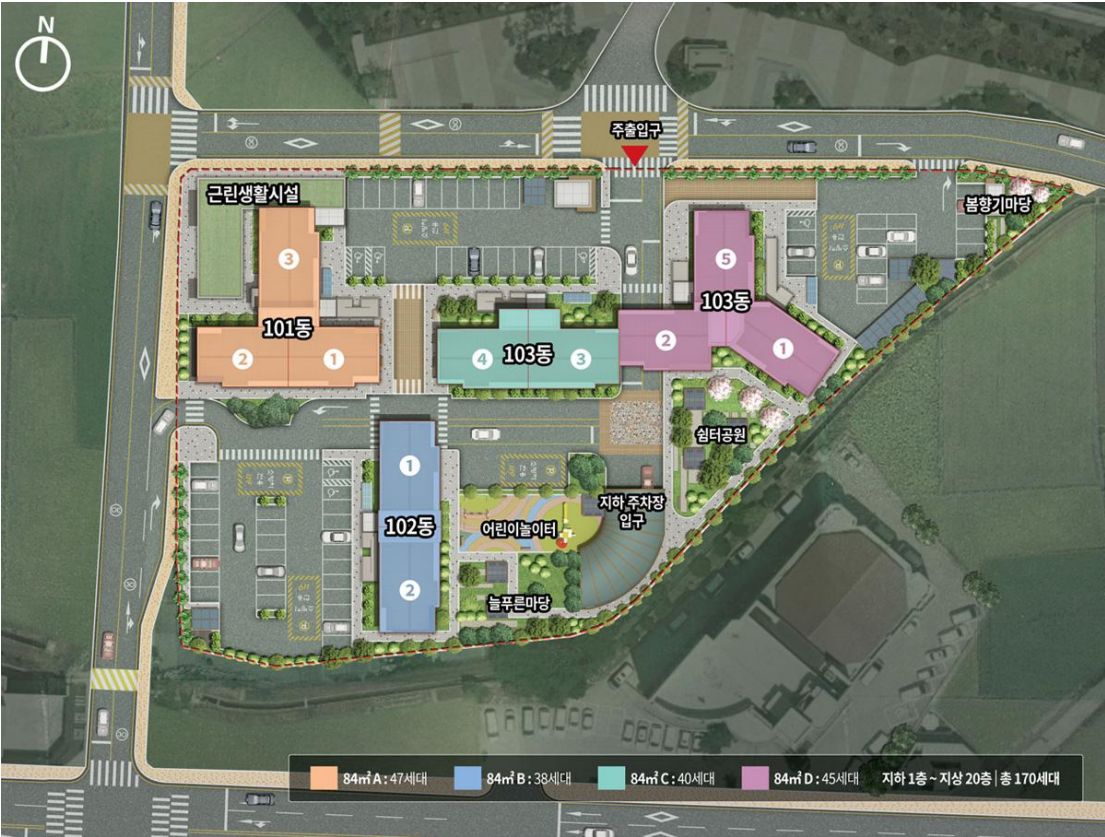 N
주출입구
근린생활시설
봄향기마당
3
5
103동
101동
2
1
4
103동
3
2
1
쉼터공원
1
102동
지하 주차장
입구
어린이놀이터
2
늘푸른마당
84㎡ A : 47세대
84㎡ B : 38세대
84㎡ C : 40세대
84㎡ D : 45세대
지하 1층 ~ 지상 20층 | 총 170세대